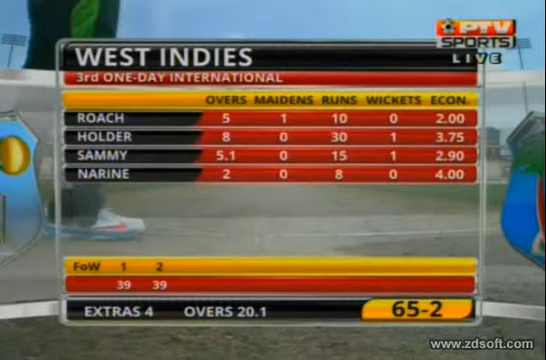 PTV
SPORTS
LIVE
WEST INDIES
3rd ONE-DAY INTERNATIONAL
OVERS MAIDENS RUNS WICKETS ECON.
ROACH 5 1 10 0 2.00
HOLDER 8 0 30 1 3.75
SAMMY 5.1 0 15 1 2.90
NARINE 2 0 8 0 4.00
FoW 1 2
39 39
EXTRAS 4 OVERS 20.1 65-2
www.zdsoft.com